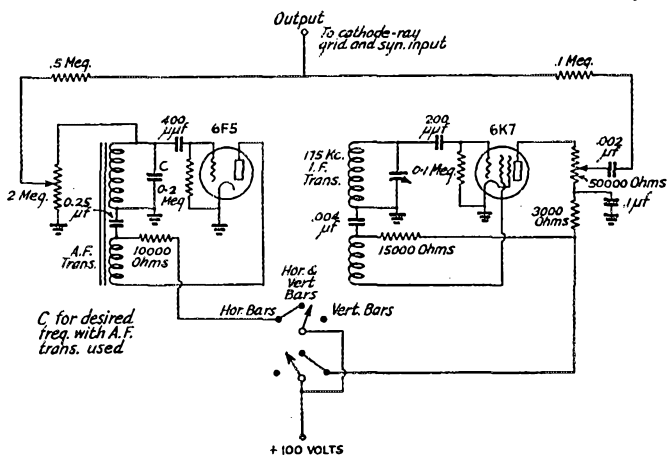 Output
To cathode-ray
grid and syn. input
.5 Meg.
.1 Meg.
400
μμf
6F5
200
μμf
6K7
C
0.2
Meg
2 Meg.
0.25
μf
A.F.
Trans.
10000
Ohms
175 Kc.
I.F.
Trans.
0.1 Meg.
.004
μf
15000 Ohms
.002
μf
50000 Ohms
3000
Ohms
.1 μf
Hor. &
Vert
Bars
Hor. Bars
Vert. Bars
C for desired
freq. with A.F.
trans. used
+100 VOLTS